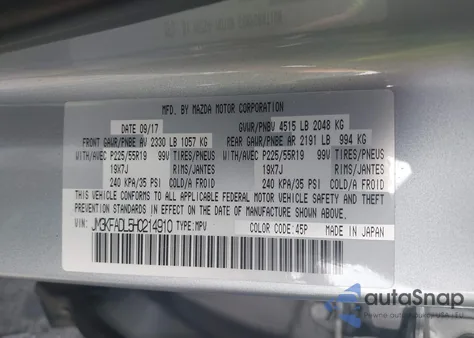 MFD. BY MAZDA MOTOR CORPORATION
DATE 09/17 GVWR/PNBV 4515 LB 2048 KG
FRONT GAWR/PNBE AV 2330 LB 1057 KG REAR GAWR/PNBE AR 2191 LB 994 KG
WITH/AVEC P225/55R19 99V TIRES/PNEUS WITH/AVEC P225/55R19 99V TIRES/PNEUS
19X7J RIMS/JANTES 19X7J RIMS/JANTES
240 KPA/35 PSI COLD/A FROID 240 KPA/35 PSI COLD/A FROID
THIS VEHICLE CONFORMS TO ALL APPLICABLE FEDERAL MOTOR VEHICLE SAFETY AND THEFT
PREVENTION STANDARDS IN EFFECT ON THE DATE OF MANUFACTURE SHOWN ABOVE.
VIN: JM3KFADL5H0214910 TYPE:MPV
COLOR CODE: 45P MADE IN JAPAN
autoSnap
Pewne auto z USA i EU